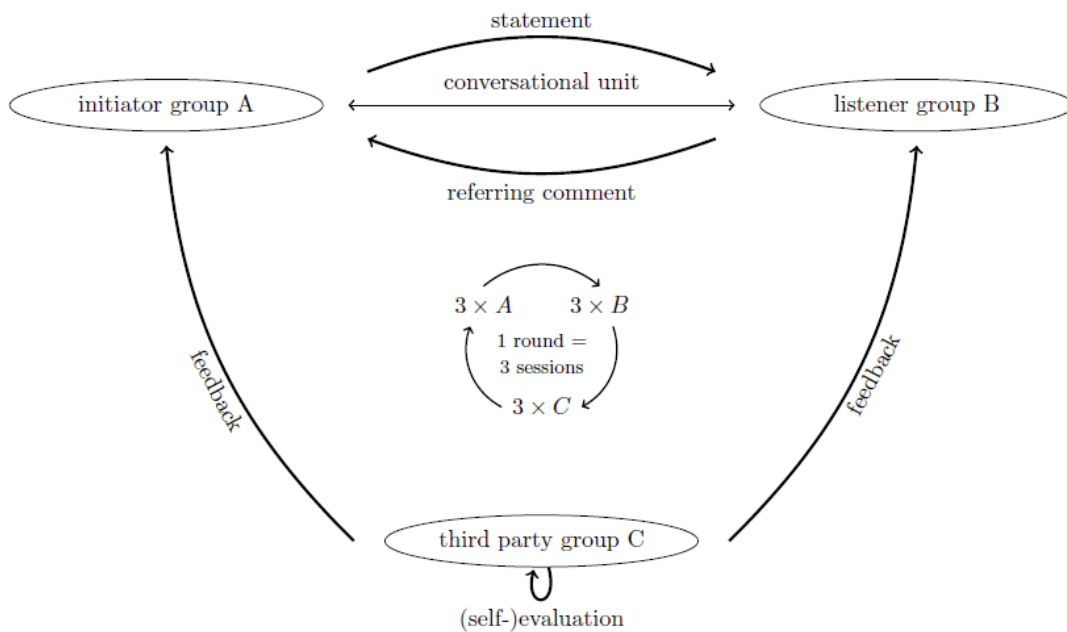 statement
conversational unit
initiator group A
listener group B
referring comment
3 × A
3 × B
1 round =
3 sessions
3 × C
feedback
feedback
third party group C
(self-)evaluation